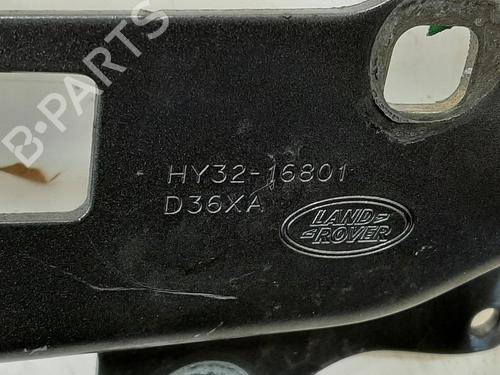 B-PARTS
HY32-16801
D36XA
LAND
ROVER